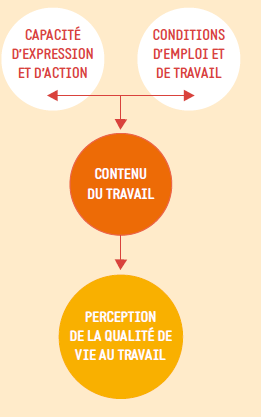 CAPACITÉ
D'EXPRESSION
ET D'ACTION
CONDITIONS
D'EMPLOI ET
DE TRAVAIL
CONTENU
DU TRAVAIL
PERCEPTION
DE LA QUALITÉ DE
VIE AU TRAVAIL